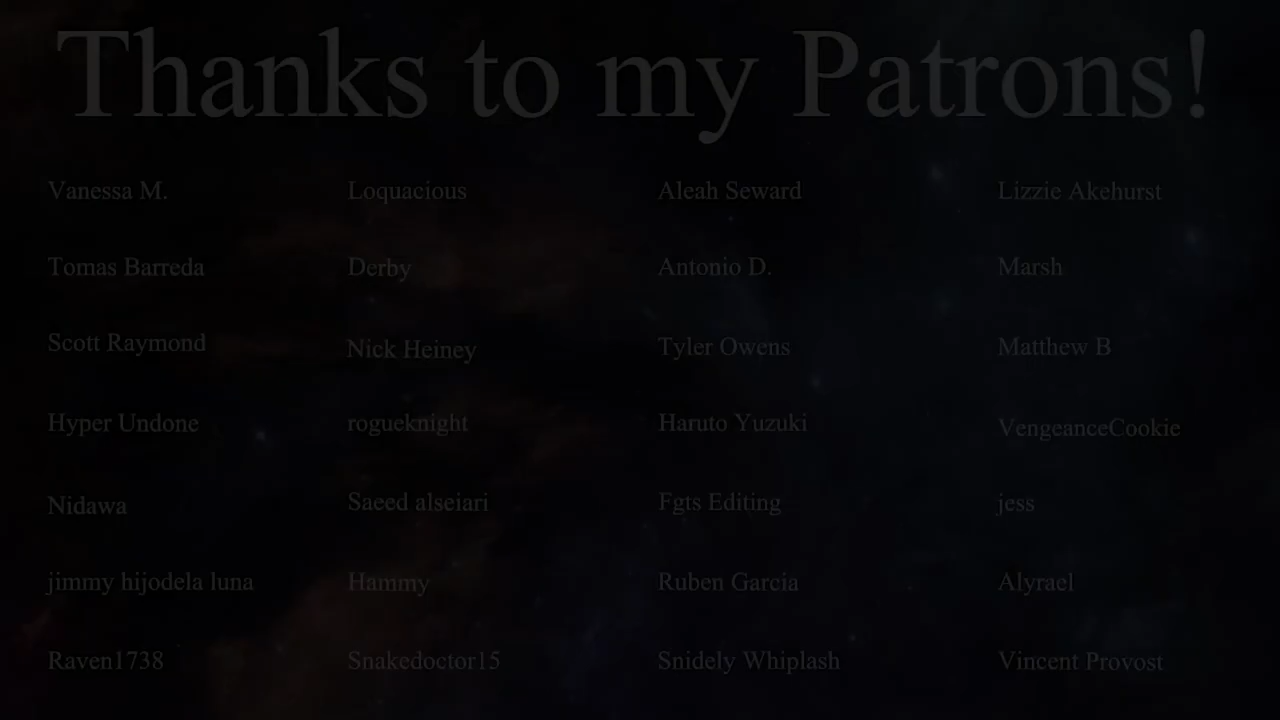 Thanks to my Patrons!
Vanessa M. Loquacious Aleah Seward Lizzie Akehurst
Tomas Barreda Derby Antonio D. Marsh
Scott Raymond Nick Heiney Tyler Owens Matthew B
Hyper Undone rogueknight Haruto Yuzuki VengeanceCookie
Nidawa Saeed alseiari Fgts Editing jess
jimmy hijodela luna Hammy Ruben Garcia Alyrael
Raven1738 Snakedoctor15 Snidely Whiplash Vincent Provost